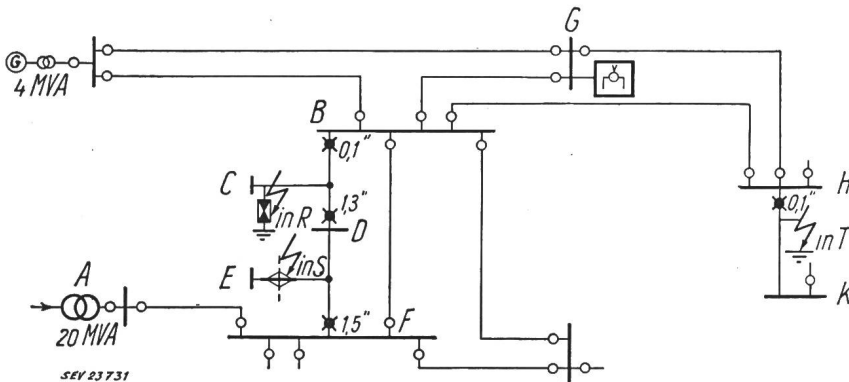 G
G
4 MVA
Y
B
0,1"
C
1,3"
H
in R
D
0,1"
in T
E
in S
A
K
1,5"
F
20 MVA
SEV 23731